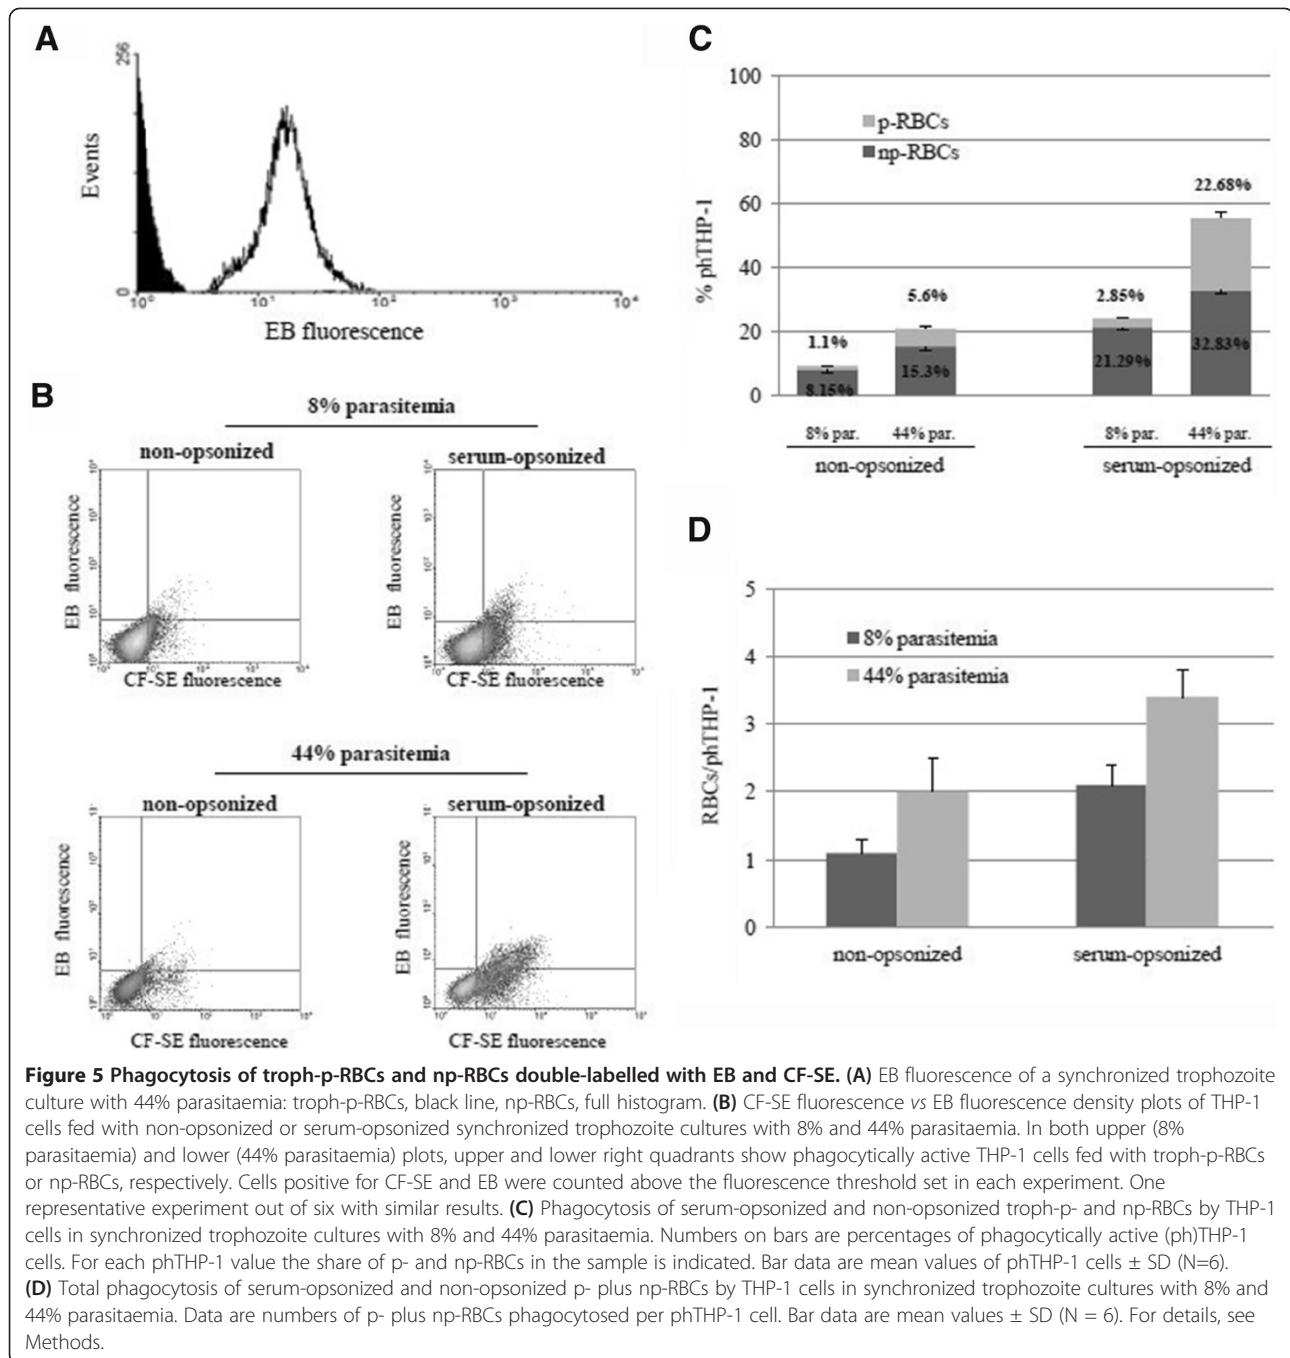 A
256
Events
0
10⁰
10¹
10²
10³
10⁴
EB fluorescence
B
8% parasitemia
non-opsonized
serum-opsonized
EB fluorescence
EB fluorescence
CF-SE fluorescence
CF-SE fluorescence
44% parasitemia
non-opsonized
serum-opsonized
EB fluorescence
EB fluorescence
CF-SE fluorescence
CF-SE fluorescence
C
100
80
60
40
20
0
% phTHP-1
p-RBCs
np-RBCs
1.1%
8.15%
5.6%
15.3%
2.85%
21.29%
22.68%
32.83%
8% par.
44% par.
8% par.
44% par.
non-opsonized
serum-opsonized
D
5
4
3
2
1
0
RBCs/phTHP-1
8% parasitemia
44% parasitemia
non-opsonized
serum-opsonized
Figure 5 Phagocytosis of troph-p-RBCs and np-RBCs double-labelled with EB and CF-SE. (A) EB fluorescence of a synchronized trophozoite
culture with 44% parasitaemia: troph-p-RBCs, black line, np-RBCs, full histogram. (B) CF-SE fluorescence vs EB fluorescence density plots of THP-1
cells fed with non-opsonized or serum-opsonized synchronized trophozoite cultures with 8% and 44% parasitaemia. In both upper (8%
parasitaemia) and lower (44% parasitaemia) plots, upper and lower right quadrants show phagocytically active THP-1 cells fed with troph-p-RBCs
or np-RBCs, respectively. Cells positive for CF-SE and EB were counted above the fluorescence threshold set in each experiment. One
representative experiment out of six with similar results. (C) Phagocytosis of serum-opsonized and non-opsonized troph-p- and np-RBCs by THP-1
cells in synchronized trophozoite cultures with 8% and 44% parasitaemia. Numbers on bars are percentages of phagocytically active (ph)THP-1
cells. For each phTHP-1 value the share of p- and np-RBCs in the sample is indicated. Bar data are mean values of phTHP-1 cells ± SD (N=6).
(D) Total phagocytosis of serum-opsonized and non-opsonized p- plus np-RBCs by THP-1 cells in synchronized trophozoite cultures with 8% and
44% parasitaemia. Data are numbers of p- plus np-RBCs phagocytosed per phTHP-1 cell. Bar data are mean values ± SD (N = 6). For details, see
Methods.